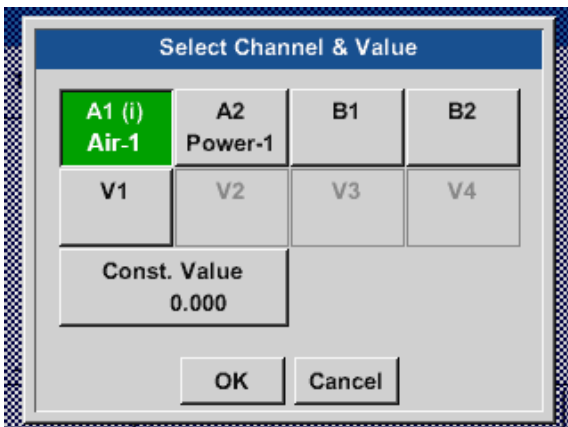 Select Channel & Value
A1 (i) A2 B1 B2
Air-1 Power-1
V1 V2 V3 V4
Const. Value
0.000
OK Cancel